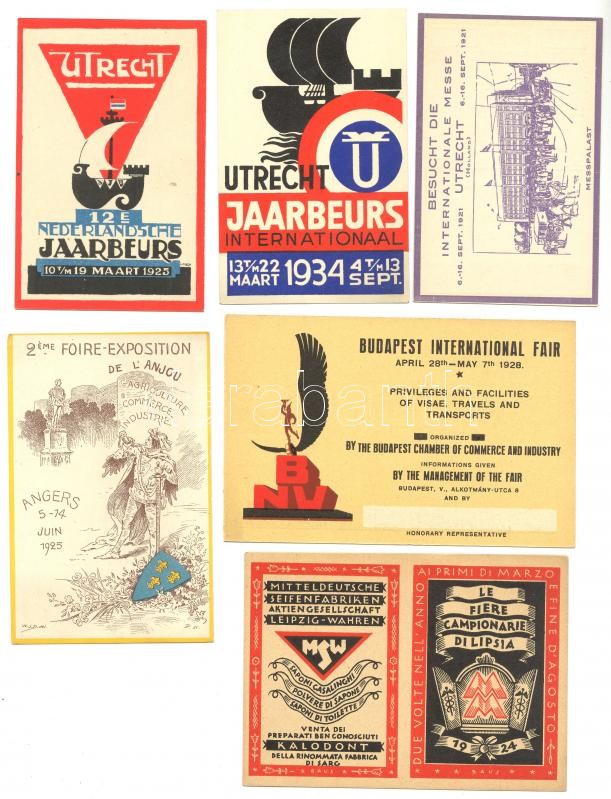 UTRECHT
12E
NEDERLANDSCHE
JAARBEURS
10 T/M 19 MAART 1925
U
UTRECHT
JAARBEURS
INTERNATIONAAL
13 T/M 22 MAART 1934 4 T/M 13 SEPT.
BESUCHT DIE
INTERNATIONALE MESSE
6.-16. SEPT. 1921 UTRECHT 6.-16. SEPT. 1921
(HOLLAND)
MESSPALAST
2ÈME FOIRE-EXPOSITION
DE L'ANJOU
AGRICULTURE
COMMERCE
INDUSTRIE
ANGERS
5-14
JUIN
1925
BUDAPEST INTERNATIONAL FAIR
APRIL 28th—MAY 7th 1928.
PRIVILEGES AND FACILITIES
OF VISAE, TRAVELS AND
TRANSPORTS
ORGANIZED
BY THE BUDAPEST CHAMBER OF COMMERCE AND INDUSTRY
INFORMATIONS GIVEN
BY THE MANAGEMENT OF THE FAIR
BUDAPEST, V., ALKOTMÁNY-UTCA 8
AND BY
HONORARY REPRESENTATIVE
B
NV
MITTELDEUTSCHE
SEIFENFABRIKEN
AKTIENGESELLSCHAFT
LEIPZIG-WAHREN
MSW
SAPONI CASALINGHI
POLVERE DI SAPONE
SAPONI DI TOILETTE
VENTA DEI
PREPARATI BEN CONOSCIUTI
KALODONT
DELLA RINOMMATA FABBRICA
DI SARG
BAUS
DUE VOLTE NELL'ANNO
AI PRIMI DI MARZO
E FINE D'AGOSTO
LE
FIERE
CAMPIONARIE
DI LIPSIA
MM
1924
BAUS
darabanth